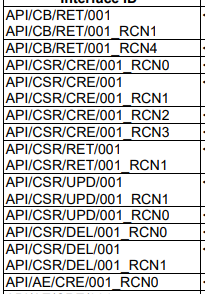 Interface ID
API/CB/RET/001
API/CB/RET/001_RCN1
API/CB/RET/001_RCN4
API/CSR/CRE/001_RCN0
API/CSR/CRE/001
API/CSR/CRE/001_RCN1
API/CSR/CRE/001_RCN2
API/CSR/CRE/001_RCN3
API/CSR/RET/001
API/CSR/RET/001_RCN1
API/CSR/UPD/001
API/CSR/UPD/001_RCN1
API/CSR/UPD/001_RCN0
API/CSR/DEL/001_RCN0
API/CSR/DEL/001
API/CSR/DEL/001_RCN1
API/AE/CRE/001_RCN0